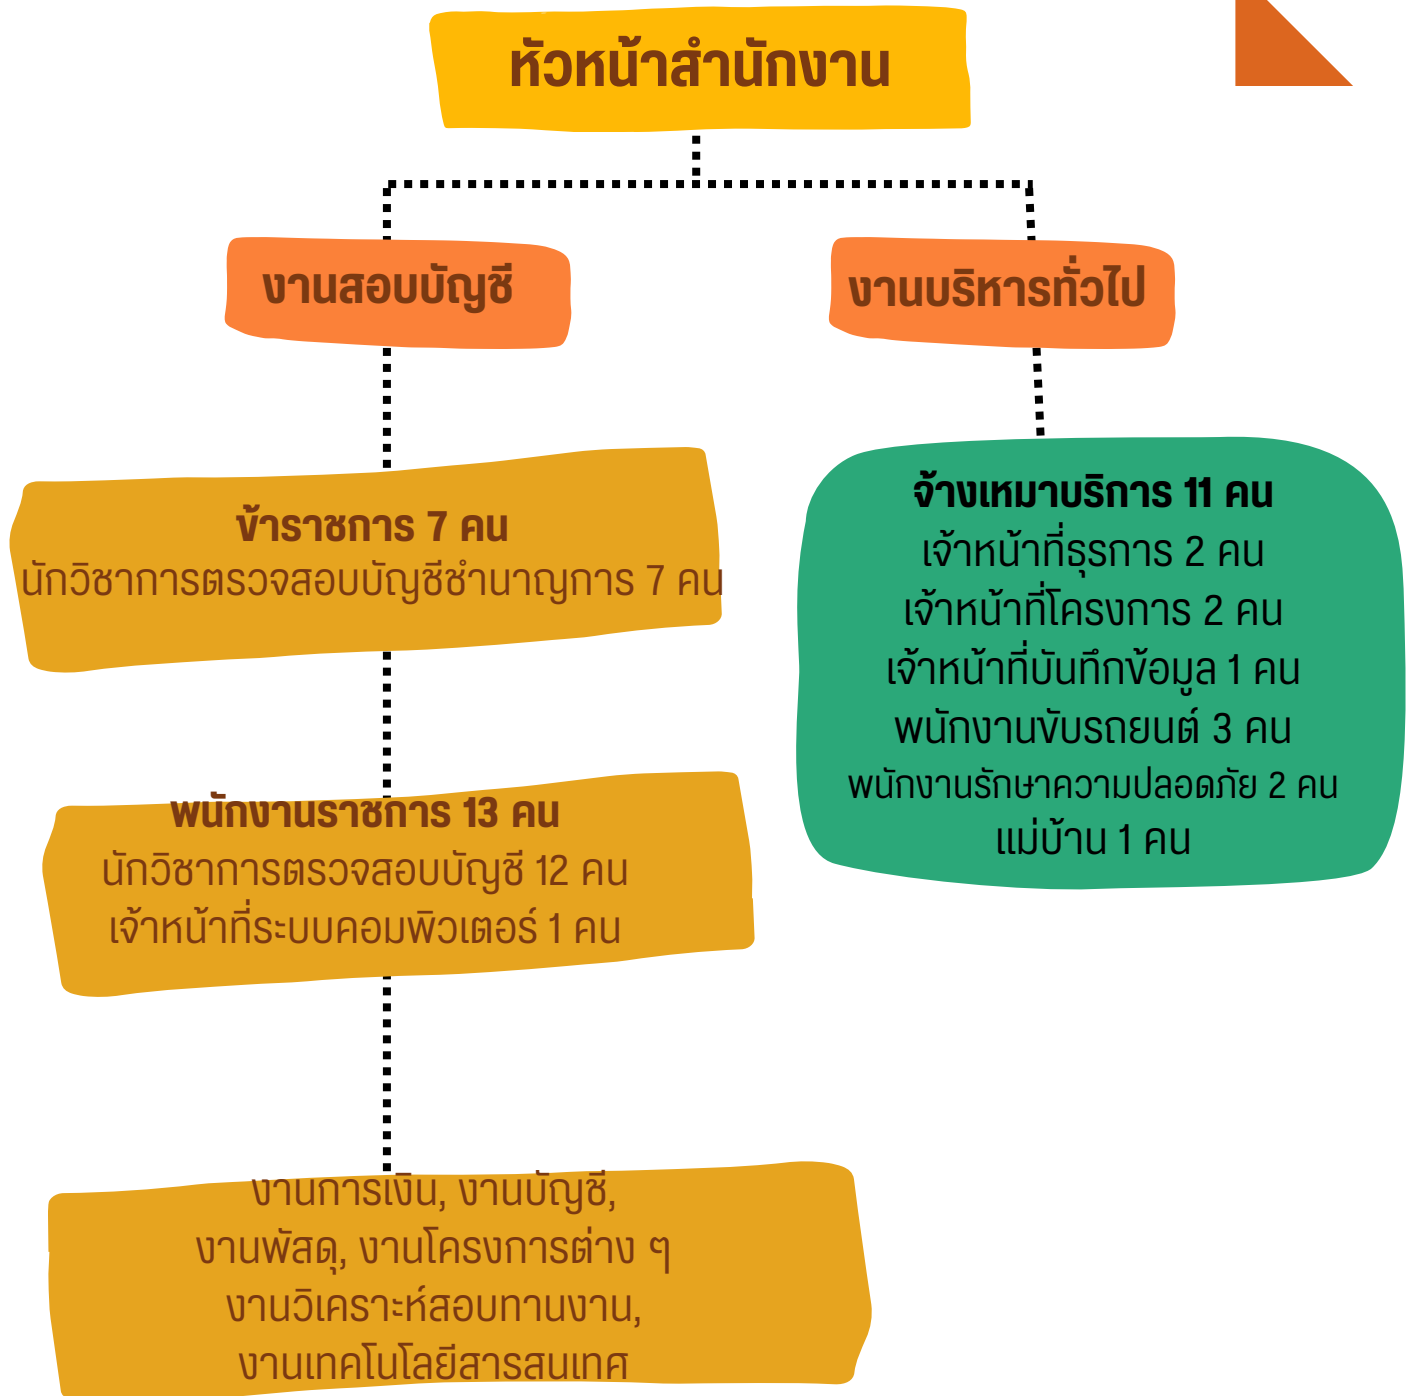 หัวหน้าสำนักงาน
งานสอบบัญชี
งานบริหารทั่วไป
ข้าราชการ 7 คน
นักวิชาการตรวจสอบบัญชีชำนาญการ 7 คน
พนักงานราชการ 13 คน
นักวิชาการตรวจสอบบัญชี 12 คน
เจ้าหน้าที่ระบบคอมพิวเตอร์ 1 คน
งานการเงิน, งานบัญชี,
งานพัสดุ, งานโครงการต่าง ๆ
งานวิเคราะห์สอบทานงาน,
งานเทคโนโลยีสารสนเทศ
จ้างเหมาบริการ 11 คน
เจ้าหน้าที่ธุรการ 2 คน
เจ้าหน้าที่โครงการ 2 คน
เจ้าหน้าที่บันทึกข้อมูล 1 คน
พนักงานขับรถยนต์ 3 คน
พนักงานรักษาความปลอดภัย 2 คน
แม่บ้าน 1 คน